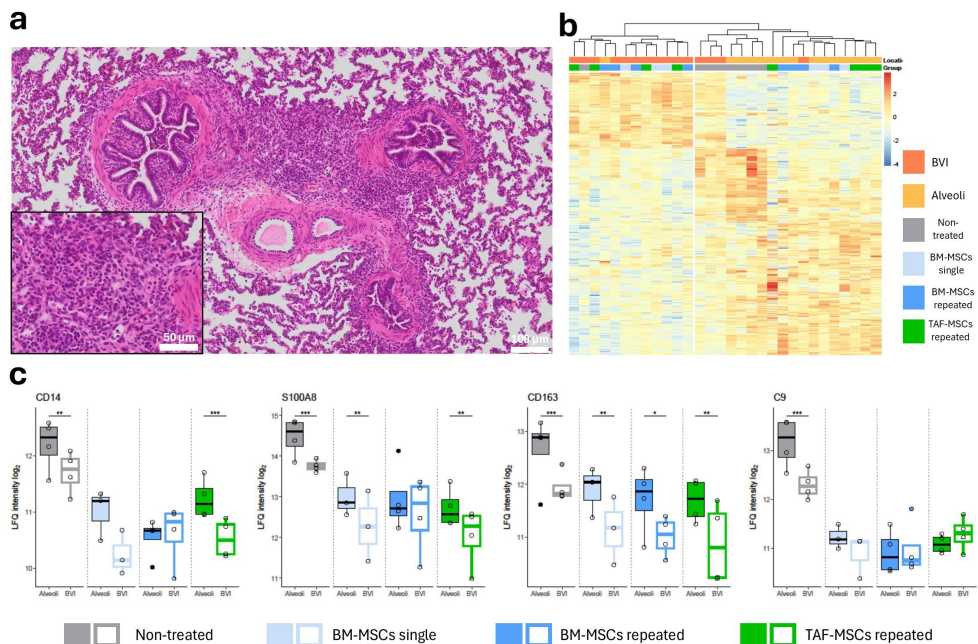 a
50 µm
100 µm
b
Locati
Group
2
0
-2
-4
BVI
Alveoli
Non-
treated
BM-MSCs
single
BM-MSCs
repeated
TAF-MSCs
repeated
c
CD14
LFQ intensity log2
12
11
10
**
***
Alveoli BVI Alveoli BVI Alveoli BVI Alveoli BVI
S100A8
LFQ intensity log2
15
14
13
12
11
***
**
**
Alveoli BVI Alveoli BVI Alveoli BVI Alveoli BVI
CD163
LFQ intensity log2
13
12
11
***
**
*
**
Alveoli BVI Alveoli BVI Alveoli BVI Alveoli BVI
C9
LFQ intensity log2
13
12
11
***
Alveoli BVI Alveoli BVI Alveoli BVI Alveoli BVI
Non-treated
BM-MSCs single
BM-MSCs repeated
TAF-MSCs repeated